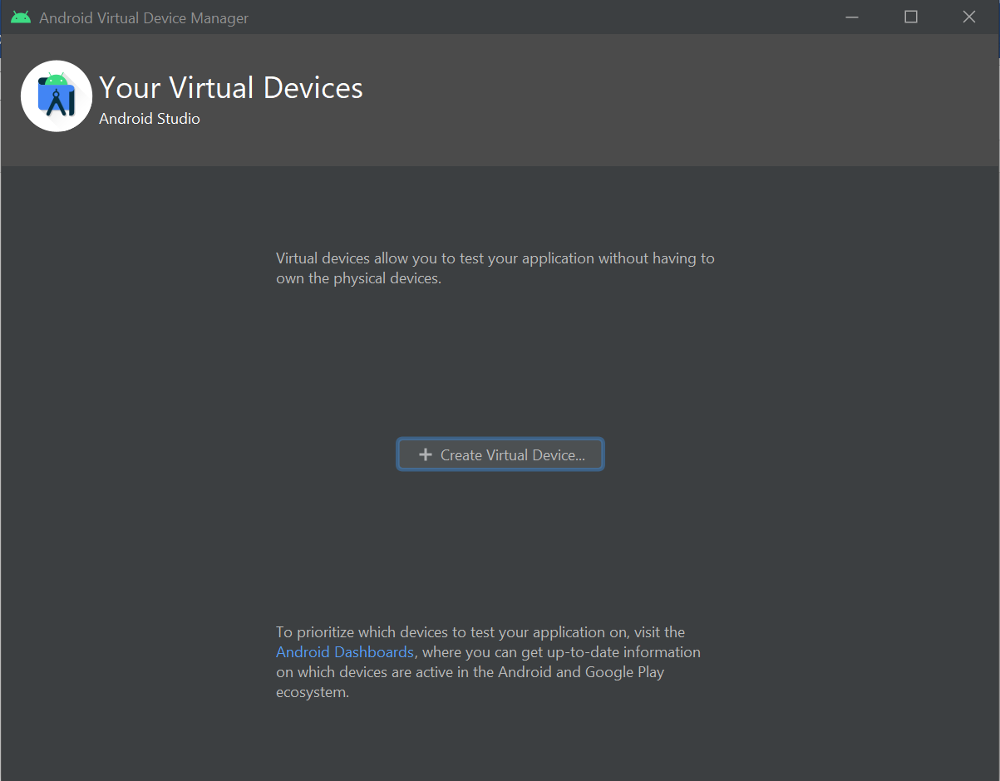 Android Virtual Device Manager
Your Virtual Devices
Android Studio
Virtual devices allow you to test your application without having to
own the physical devices.
Create Virtual Device...
To prioritize which devices to test your application on, visit the
Android Dashboards, where you can get up-to-date information
on which devices are active in the Android and Google Play
ecosystem.